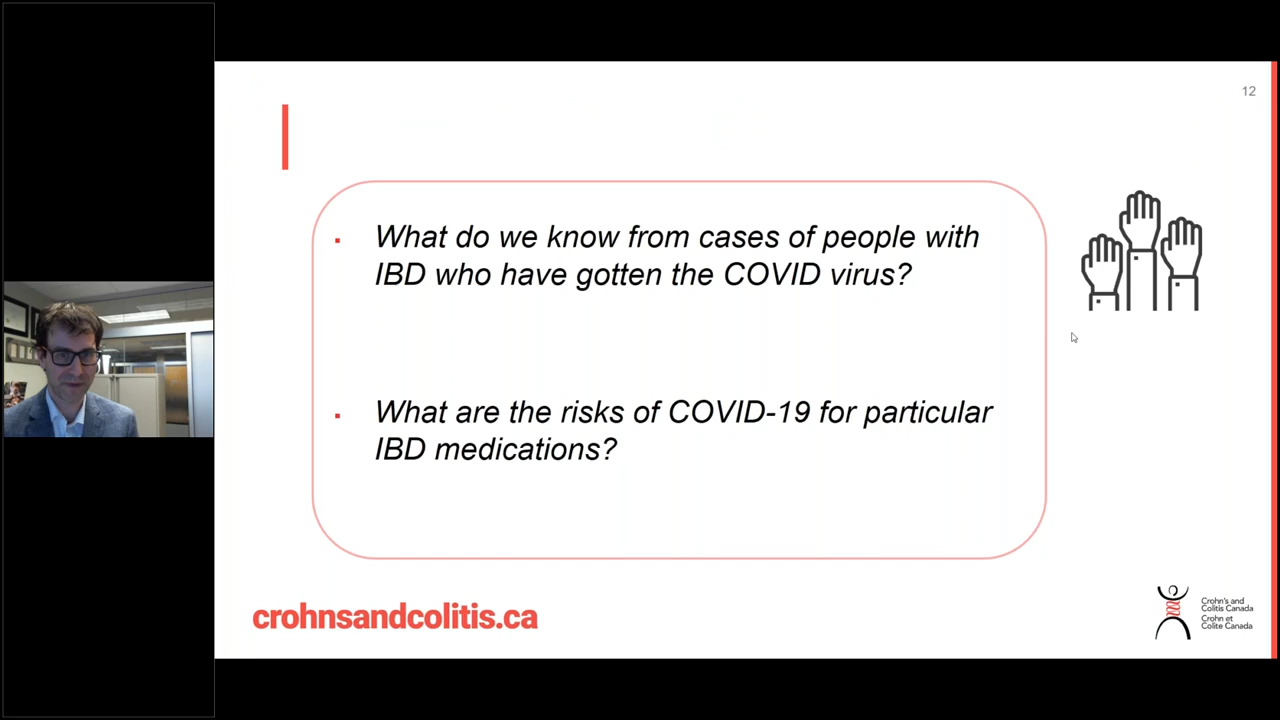 12
What do we know from cases of people with
IBD who have gotten the COVID virus?
What are the risks of COVID-19 for particular
IBD medications?
crohnsandcolitis.ca
Crohn's and
Colitis Canada
Crohn et
Colite Canada